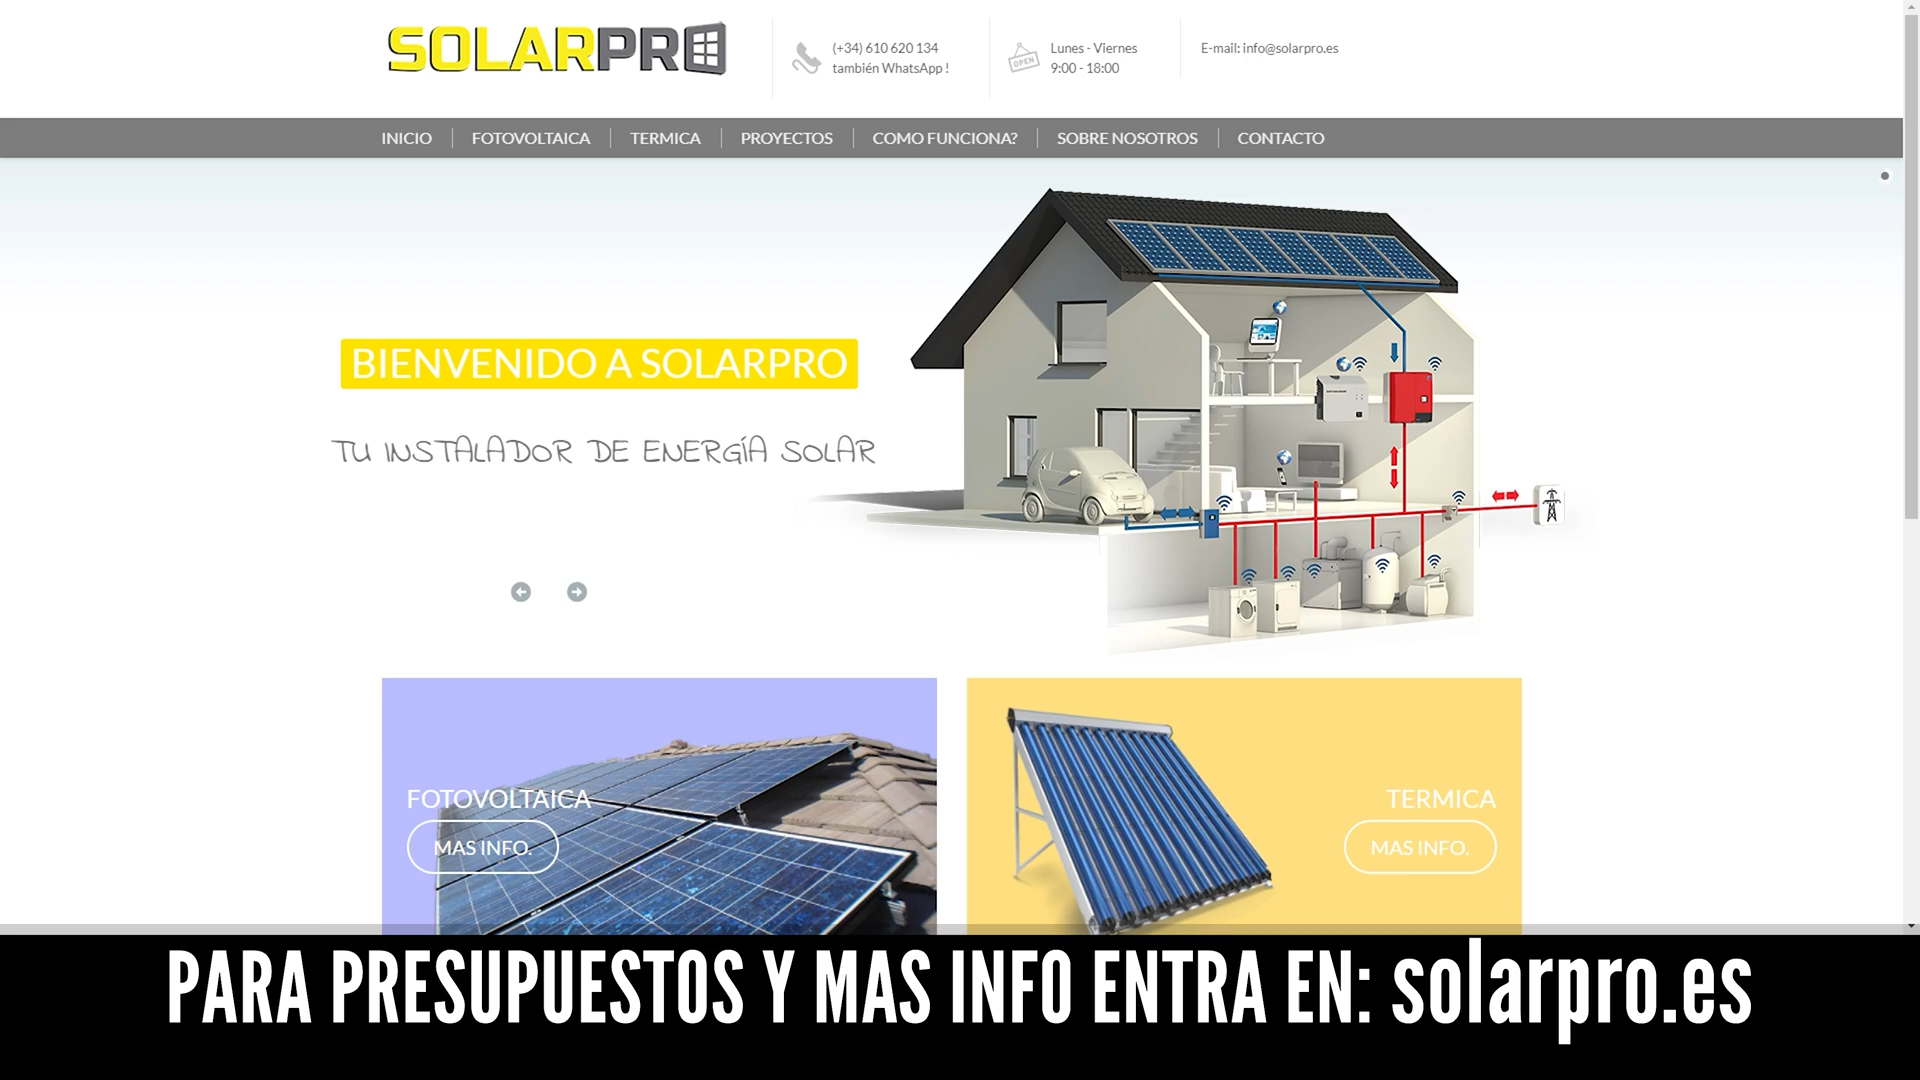 SOLARPRO
(+34) 610 620 134
también WhatsApp !
Lunes - Viernes
9:00 - 18:00
E-mail: info@solarpro.es
OPEN
INICIO
FOTOVOLTAICA
TERMICA
PROYECTOS
COMO FUNCIONA?
SOBRE NOSOTROS
CONTACTO
BIENVENIDO A SOLARPRO
TU INSTALADOR DE ENERGÍA SOLAR
FOTOVOLTAICA
MAS INFO.
TERMICA
MAS INFO.
PARA PRESUPUESTOS Y MAS INFO ENTRA EN: solarpro.es